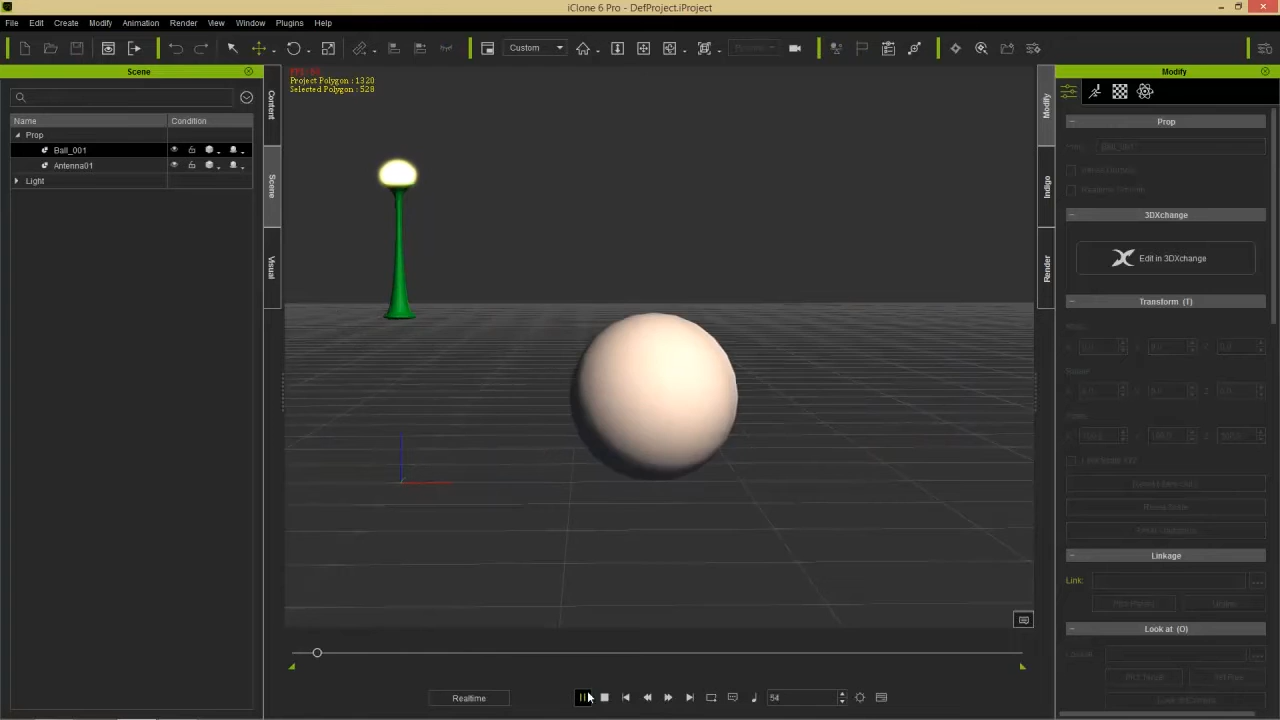 iClone 6 Pro - DefProject.iProject
File Edit Create Modify Animation Render View Window Plugins Help
Custom
Scene
Modify
FPS
Project Polygon : 1320
Selected Polygon : 528
Name Condition
Prop
Ball_001
Antenna01
Light
Content
Scene
Visual
Modify
Indigo
Render
Prop
Ball_001
3DXchange
Edit in 3DXchange
Transform (T)
Linkage
Link:
Look at (O)
Realtime
54